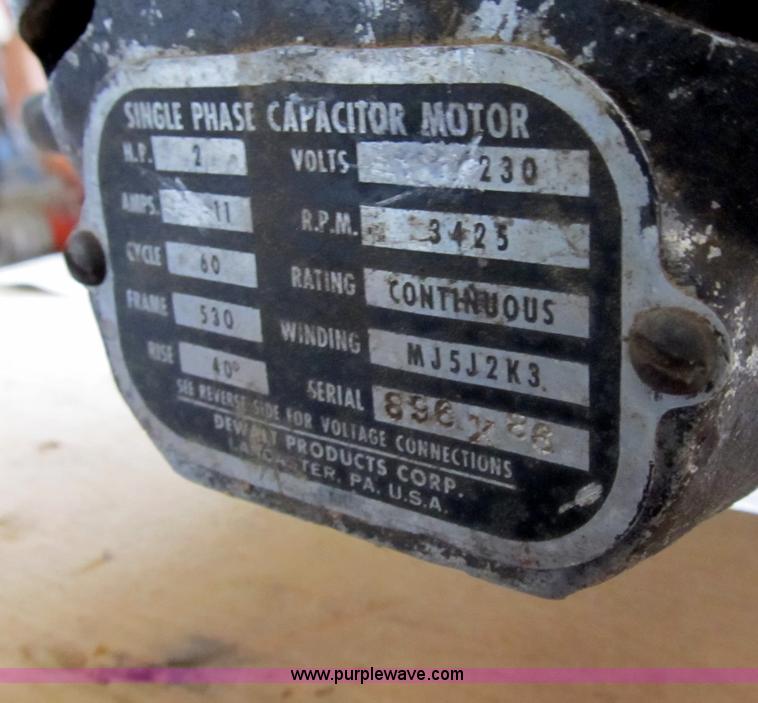 SINGLE PHASE CAPACITOR MOTOR
H.P. 2 VOLTS 230
AMPS. 11 R.P.M. 3425
CYCLE 60 RATING CONTINUOUS
FRAME 530 WINDING MJ5J2K3
RISE 40° SERIAL
SEE REVERSE SIDE FOR VOLTAGE CONNECTIONS
DEWALT PRODUCTS CORP.
LANCASTER, PA. U.S.A.
www.purplewave.com